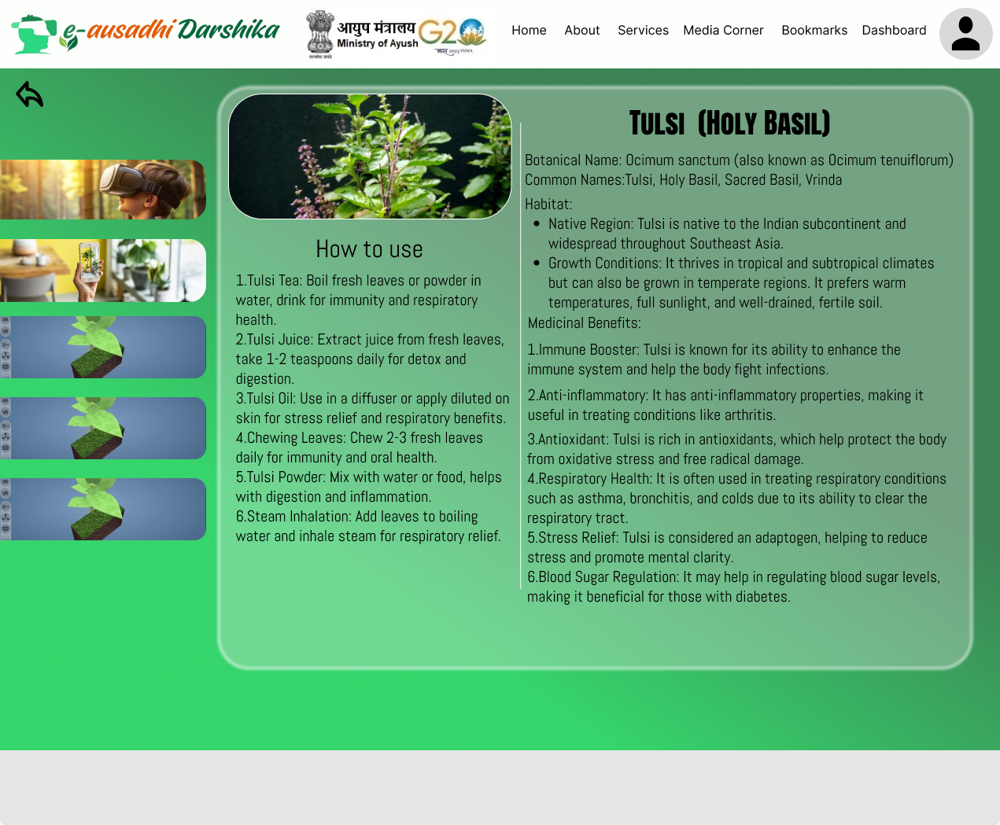 e-ausadhi Darshika
आयुष मंत्रालय
Ministry of Ayush
G20
2023 INDIA
सत्यमेव जयते
Home About Services Media Corner Bookmarks Dashboard
Tulsi (Holy Basil)
Botanical Name: Ocimum sanctum (also known as Ocimum tenuiflorum)
Common Names:Tulsi, Holy Basil, Sacred Basil, Vrinda
Habitat:
Native Region: Tulsi is native to the Indian subcontinent and
widespread throughout Southeast Asia.
Growth Conditions: It thrives in tropical and subtropical climates
but can also be grown in temperate regions. It prefers warm
temperatures, full sunlight, and well-drained, fertile soil.
Medicinal Benefits:
1.Immune Booster: Tulsi is known for its ability to enhance the
immune system and help the body fight infections.
2.Anti-inflammatory: It has anti-inflammatory properties, making it
useful in treating conditions like arthritis.
3.Antioxidant: Tulsi is rich in antioxidants, which help protect the body
from oxidative stress and free radical damage.
4.Respiratory Health: It is often used in treating respiratory conditions
such as asthma, bronchitis, and colds due to its ability to clear the
respiratory tract.
5.Stress Relief: Tulsi is considered an adaptogen, helping to reduce
stress and promote mental clarity.
6.Blood Sugar Regulation: It may help in regulating blood sugar levels,
making it beneficial for those with diabetes.
How to use
1.Tulsi Tea: Boil fresh leaves or powder in
water, drink for immunity and respiratory
health.
2.Tulsi Juice: Extract juice from fresh leaves,
take 1-2 teaspoons daily for detox and
digestion.
3.Tulsi Oil: Use in a diffuser or apply diluted on
skin for stress relief and respiratory benefits.
4.Chewing Leaves: Chew 2-3 fresh leaves
daily for immunity and oral health.
5.Tulsi Powder: Mix with water or food, helps
with digestion and inflammation.
6.Steam Inhalation: Add leaves to boiling
water and inhale steam for respiratory relief.
AR
VR
AR
VR
AR
VR